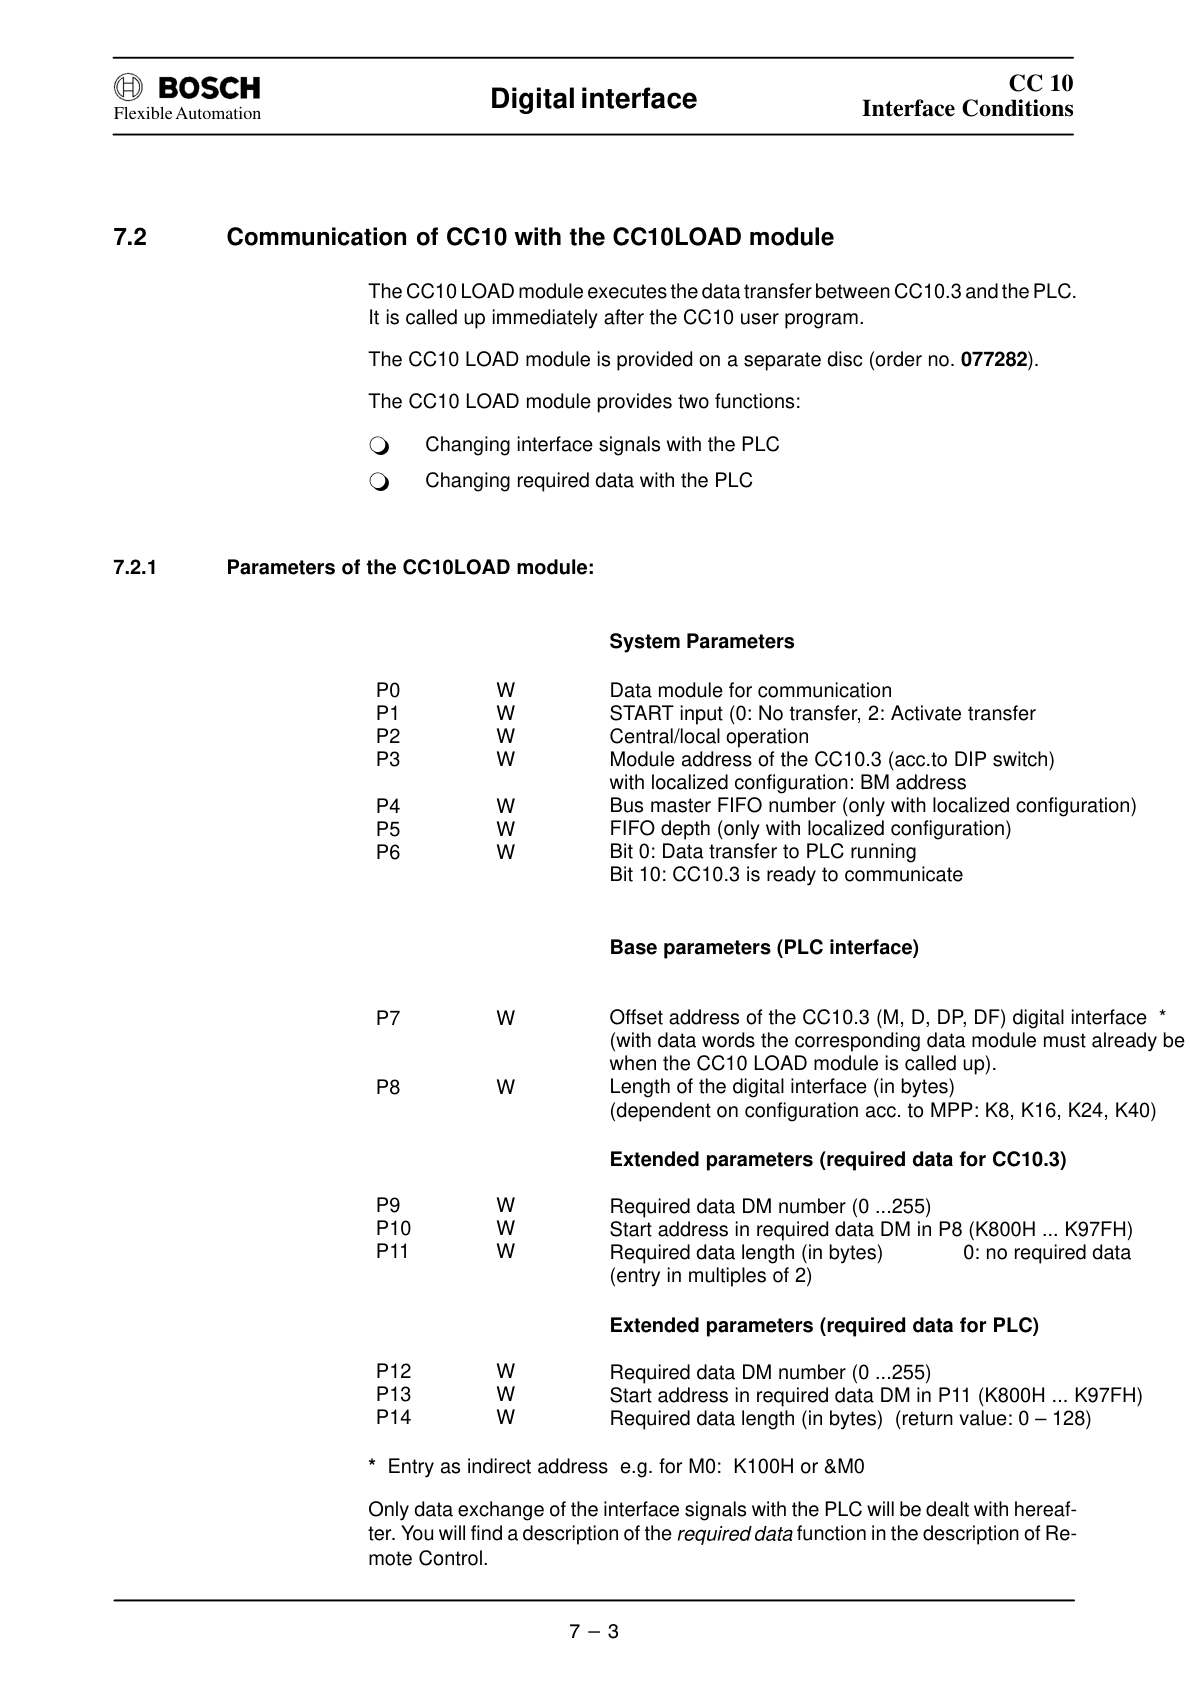 BOSCH
Flexible Automation
Digital interface
CC 10
Interface Conditions
7.2 Communication of CC10 with the CC10LOAD module
The CC10 LOAD module executes the data transfer between CC10.3 and the PLC.
It is called up immediately after the CC10 user program.
The CC10 LOAD module is provided on a separate disc (order no. 077282).
The CC10 LOAD module provides two functions:
❍ Changing interface signals with the PLC
❍ Changing required data with the PLC
7.2.1 Parameters of the CC10LOAD module:
System Parameters
P0 W Data module for communication
P1 W START input (0: No transfer, 2: Activate transfer
P2 W Central/local operation
P3 W Module address of the CC10.3 (acc.to DIP switch)
with localized configuration: BM address
P4 W Bus master FIFO number (only with localized configuration)
P5 W FIFO depth (only with localized configuration)
P6 W Bit 0: Data transfer to PLC running
Bit 10: CC10.3 is ready to communicate
Base parameters (PLC interface)
P7 W Offset address of the CC10.3 (M, D, DP, DF) digital interface *
(with data words the corresponding data module must already be
when the CC10 LOAD module is called up).
P8 W Length of the digital interface (in bytes)
(dependent on configuration acc. to MPP: K8, K16, K24, K40)
Extended parameters (required data for CC10.3)
P9 W Required data DM number (0 ...255)
P10 W Start address in required data DM in P8 (K800H ... K97FH)
P11 W Required data length (in bytes) 0: no required data
(entry in multiples of 2)
Extended parameters (required data for PLC)
P12 W Required data DM number (0 ...255)
P13 W Start address in required data DM in P11 (K800H ... K97FH)
P14 W Required data length (in bytes) (return value: 0 – 128)
* Entry as indirect address e.g. for M0: K100H or &M0
Only data exchange of the interface signals with the PLC will be dealt with hereaf-
ter. You will find a description of the required data function in the description of Re-
mote Control.
7 – 3